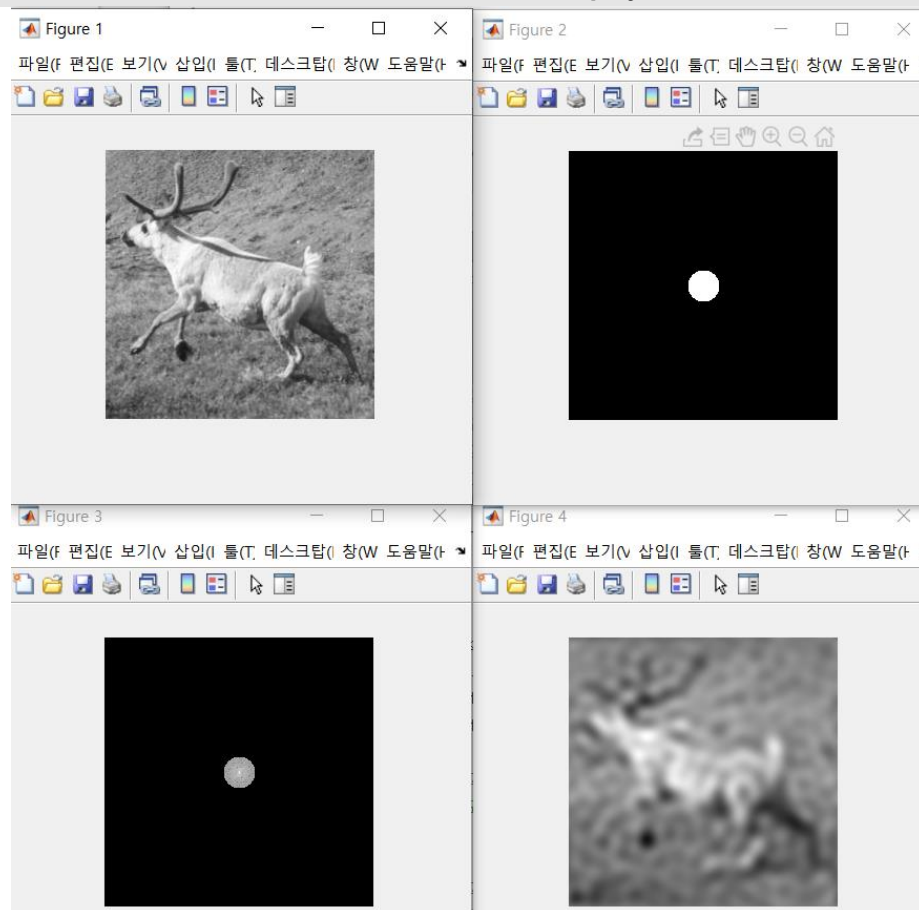 Figure 1
파일(F 편집(E 보기(V 삽입(I 툴(T, 데스크탑( 창(W 도움말(H
Figure 2
파일(F 편집(E 보기(V 삽입(I 툴(T, 데스크탑( 창(W 도움말(H
Figure 3
파일(F 편집(E 보기(V 삽입(I 툴(T, 데스크탑( 창(W 도움말(H
Figure 4
파일(F 편집(E 보기(V 삽입(I 툴(T, 데스크탑( 창(W 도움말(H